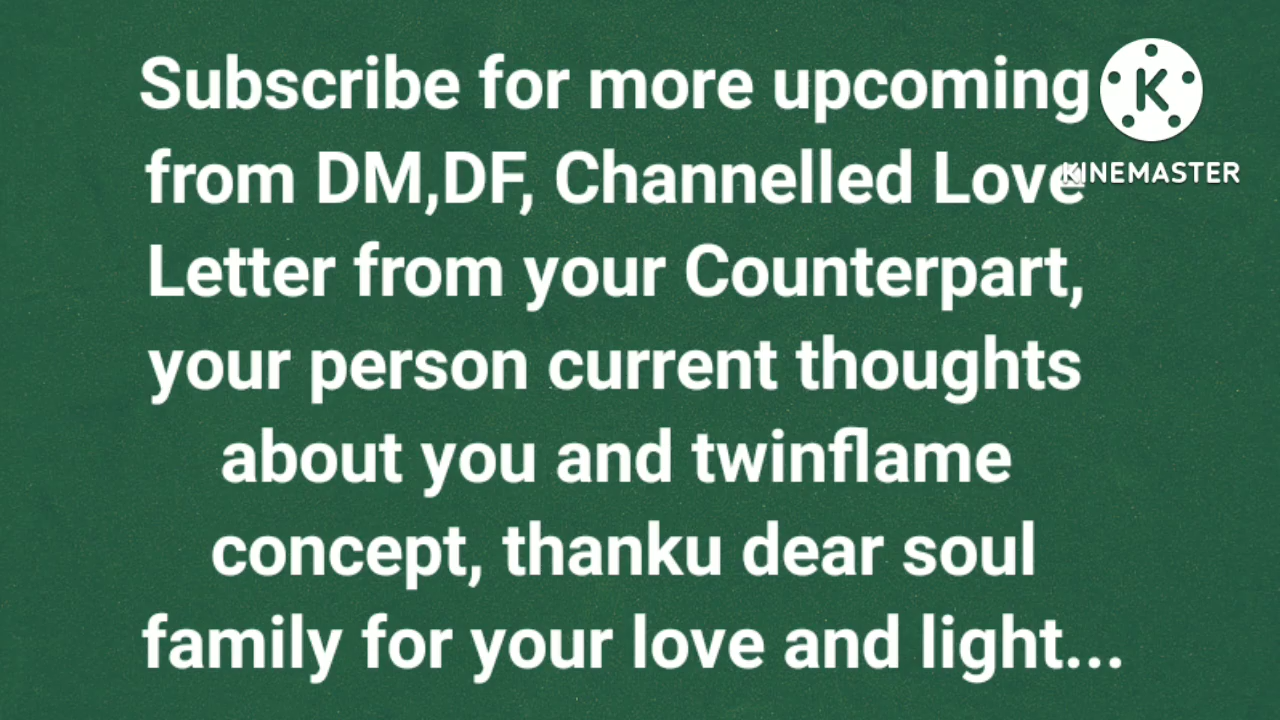 Subscribe for more upcoming
from DM,DF, Channelled Love
Letter from your Counterpart,
your person current thoughts
about you and twinflame
concept, thanku dear soul
family for your love and light...
K
KINEMASTER